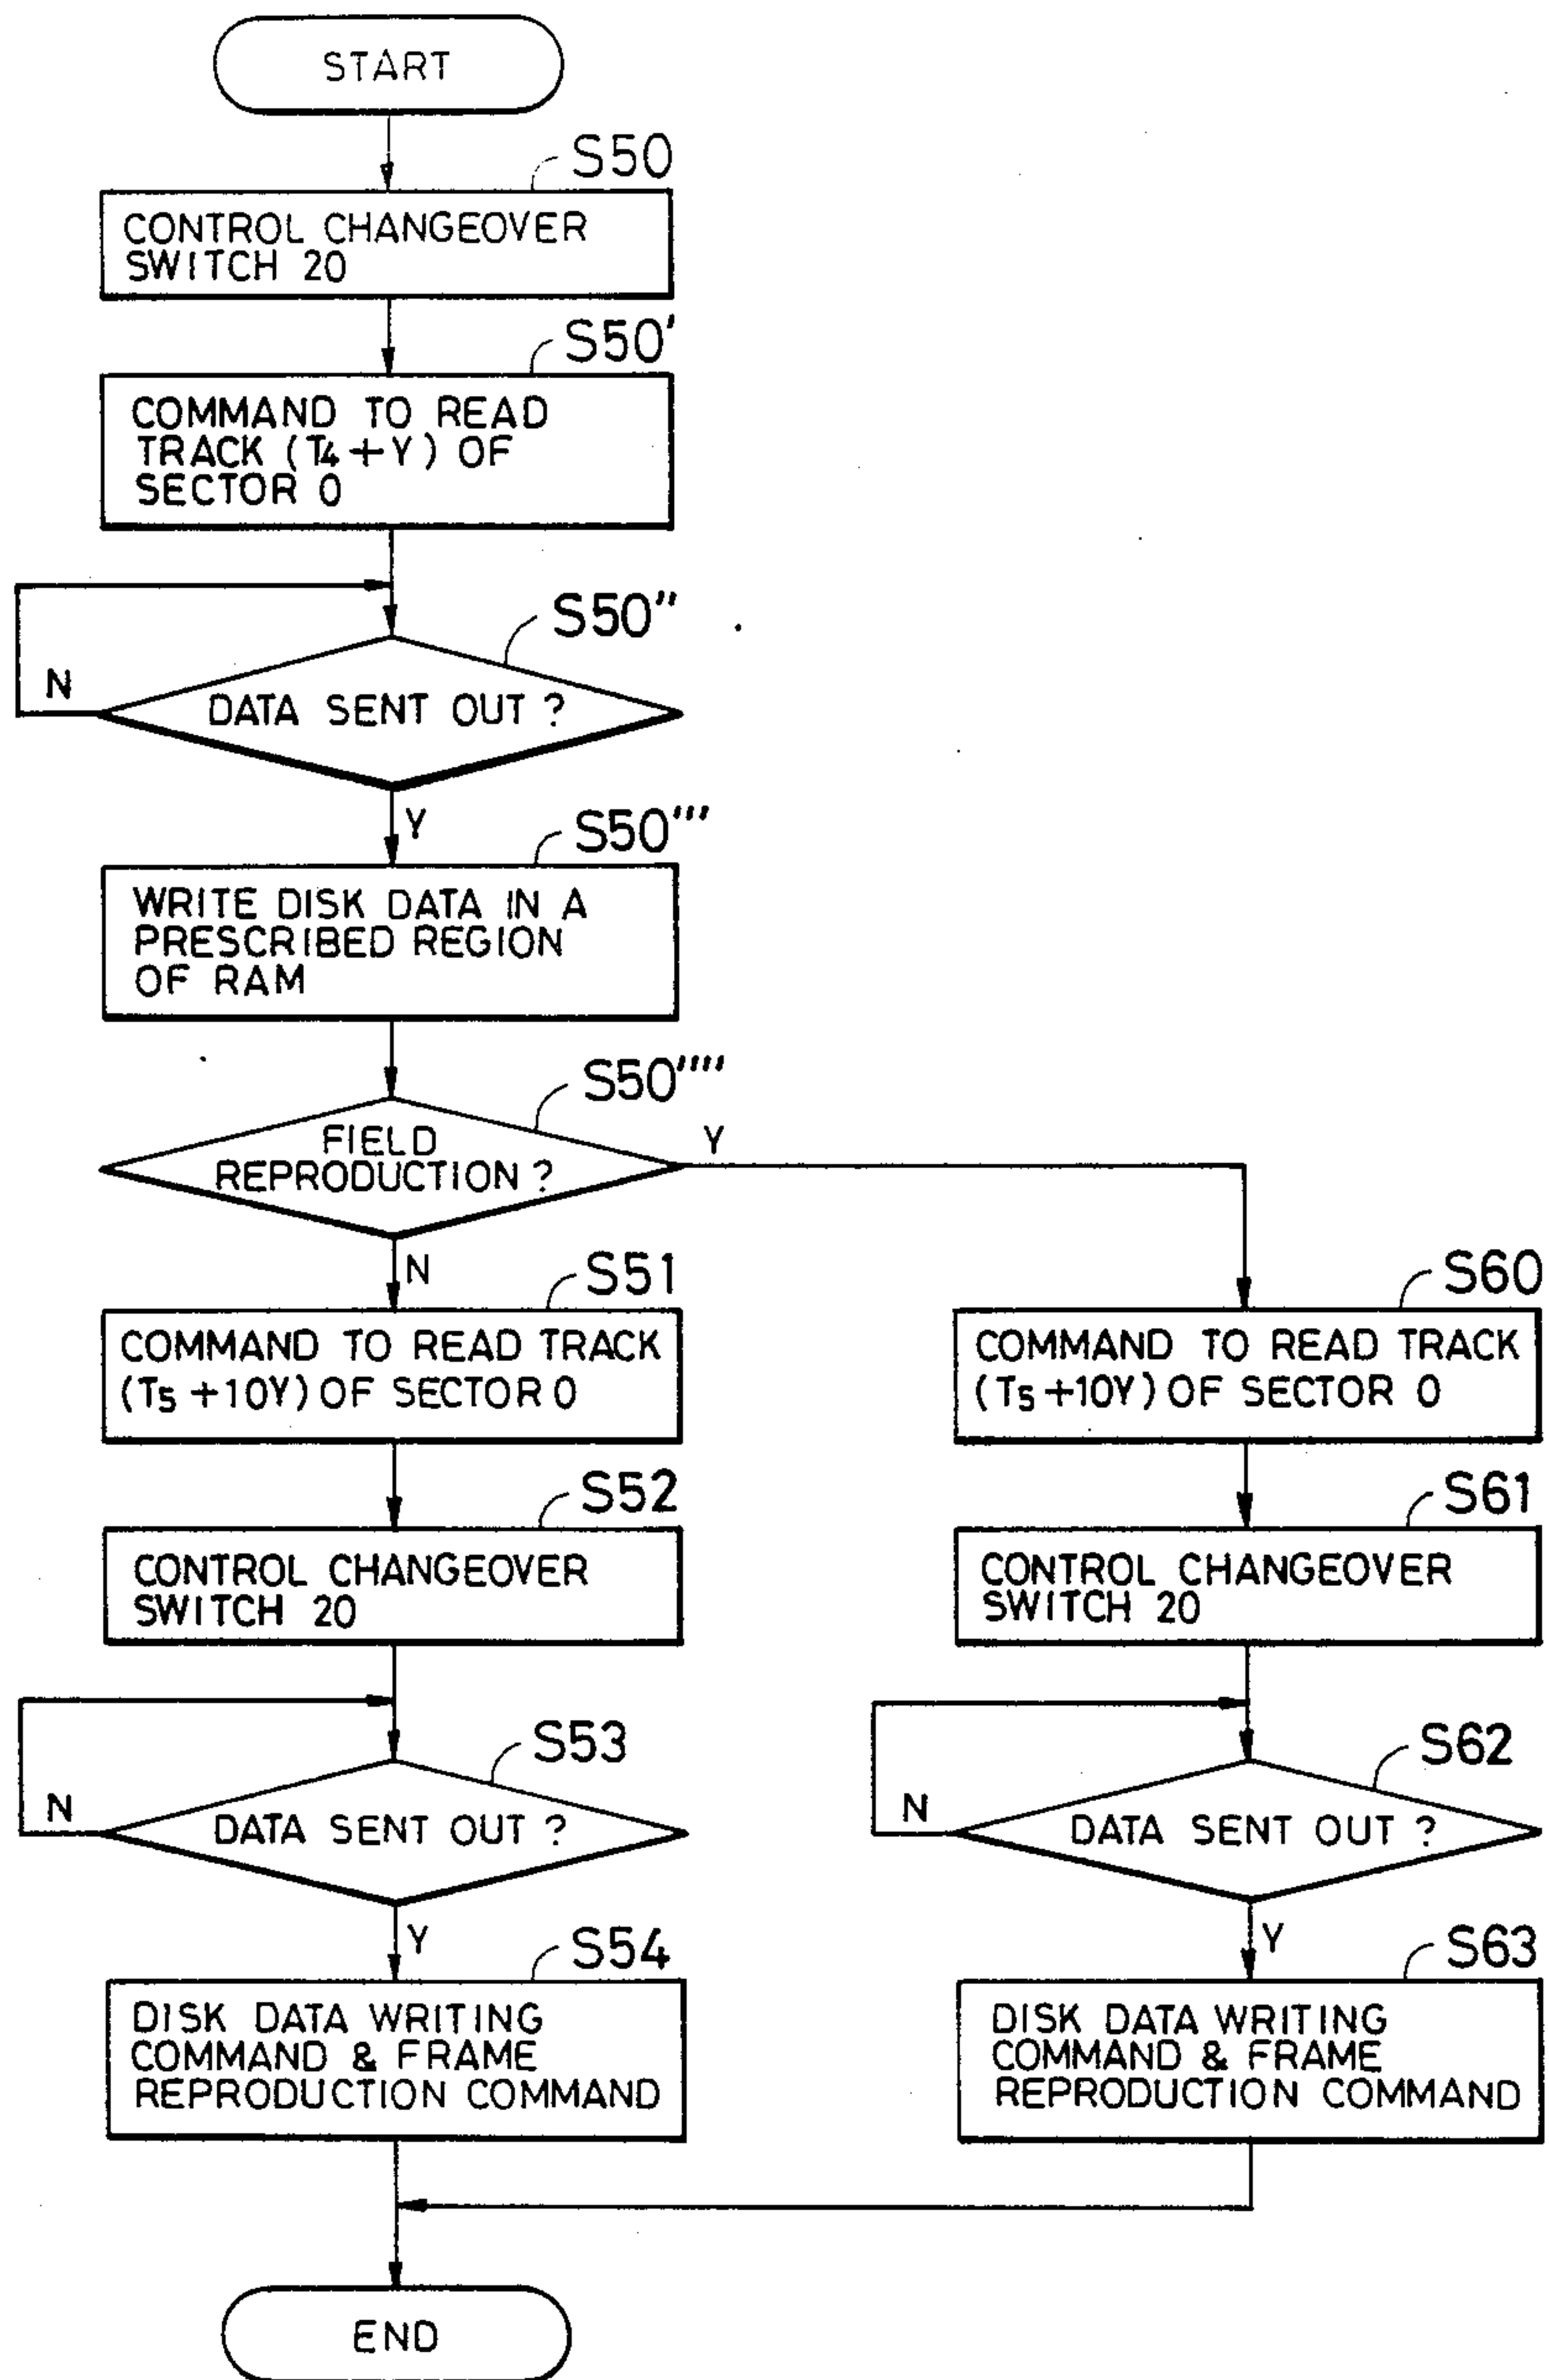 START
S50
CONTROL CHANGEOVER
SWITCH 20
S50'
COMMAND TO READ
TRACK (T4+Y) OF
SECTOR 0
S50''
N
DATA SENT OUT ?
Y
S50'''
WRITE DISK DATA IN A
PRESCRIBED REGION
OF RAM
S50''''
FIELD
REPRODUCTION ?
Y
N
S51
COMMAND TO READ TRACK
(T5+10Y) OF SECTOR 0
S52
CONTROL CHANGEOVER
SWITCH 20
S53
N
DATA SENT OUT ?
Y
S54
DISK DATA WRITING
COMMAND & FRAME
REPRODUCTION COMMAND
S60
COMMAND TO READ TRACK
(T5+10Y) OF SECTOR 0
S61
CONTROL CHANGEOVER
SWITCH 20
S62
N
DATA SENT OUT ?
Y
S63
DISK DATA WRITING
COMMAND & FRAME
REPRODUCTION COMMAND
END